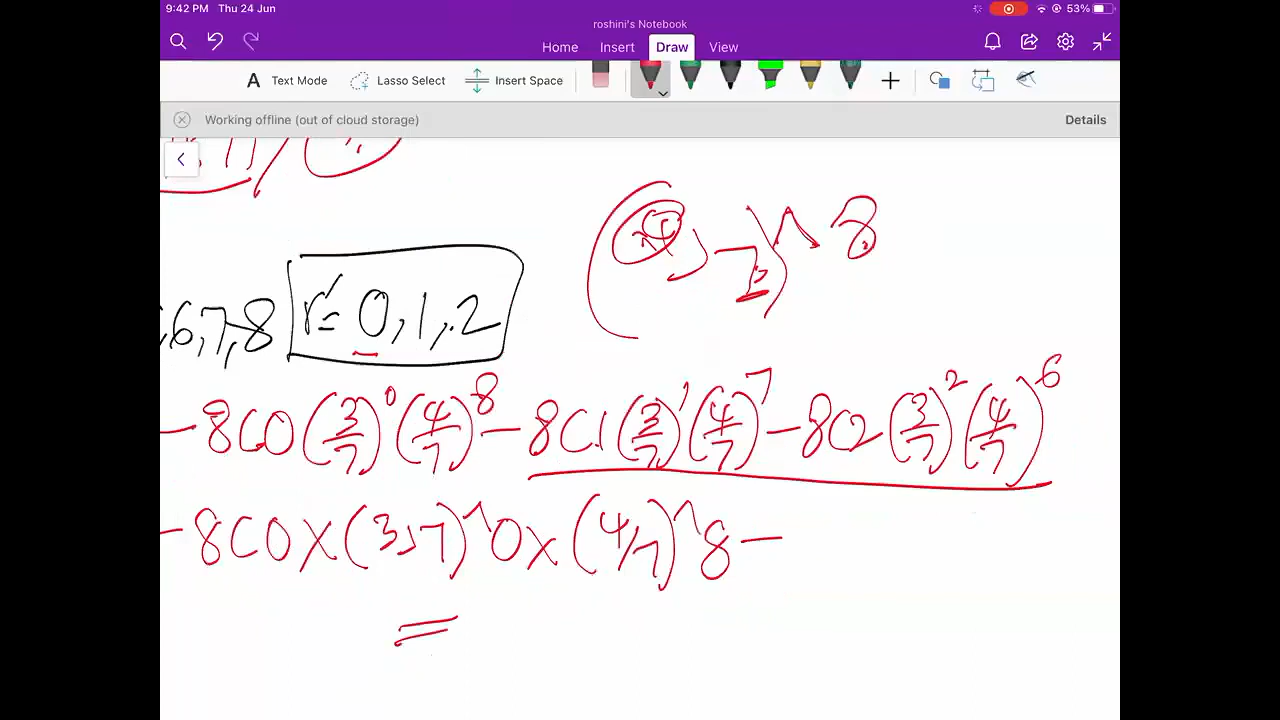 9:42 PM Thu 24 Jun
53%
roshini's Notebook
Home Insert Draw View
A Text Mode Lasso Select Insert Space
Working offline (out of cloud storage) Details
^ 8
,6,7,8 r = 0,1,2
- 8C0 (3/7)^0 (4/7)^8 - 8C1 (3/7)^1 (4/7)^7 - 8C2 (3/7)^2 (4/7)^6
- 8C0 × (3/7)^0 × (4/7)^8 -
=